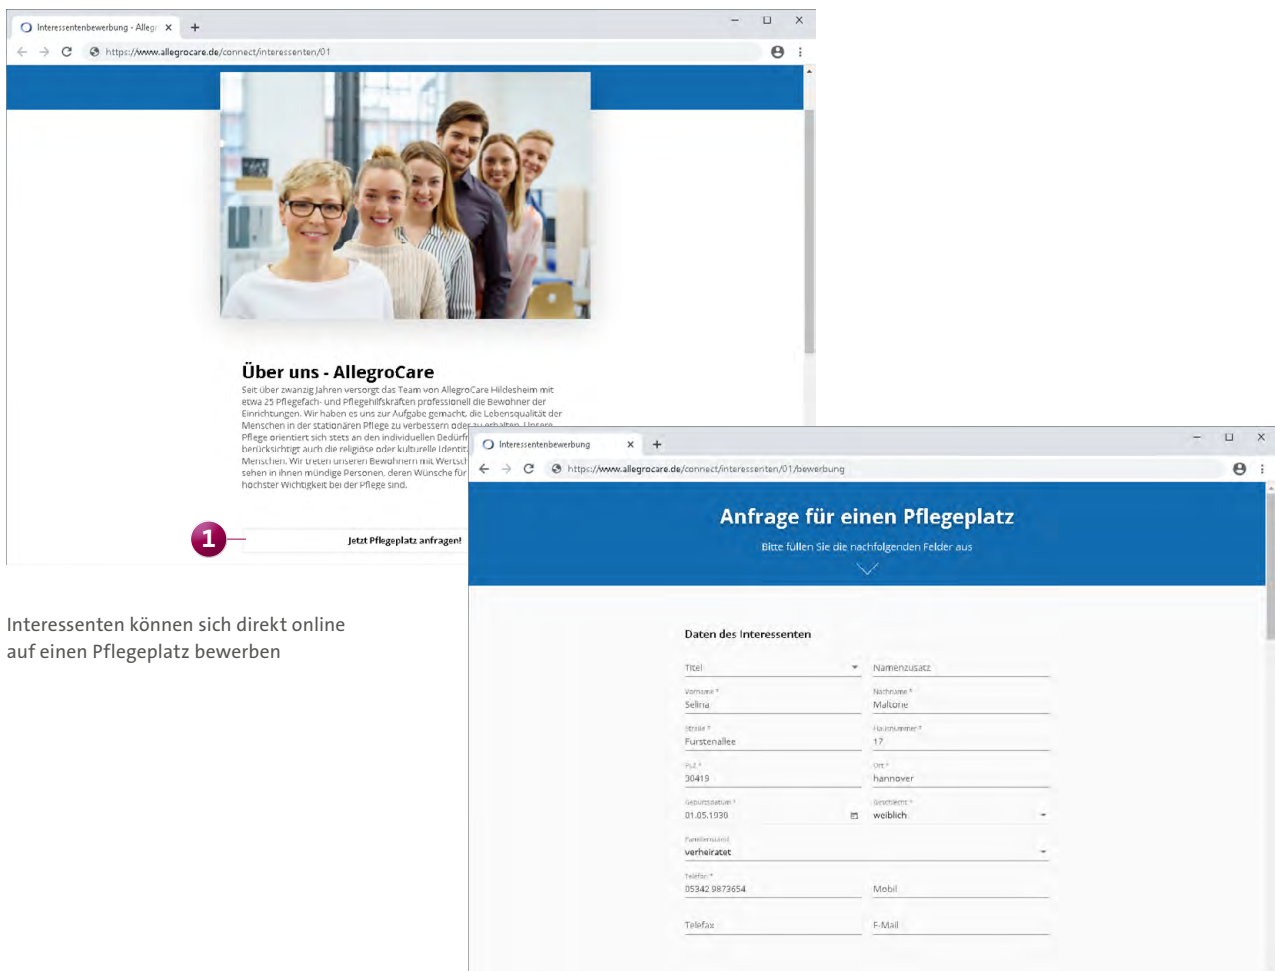 Interessentenbewerbung - Alleg
https://www.allegrocare.de/connect/interessenten/01
Über uns - AllegroCare
Seit über zwanzig Jahren versorgt das Team von AllegroCare Hildesheim mit
etwa 25 Pflegefach- und Pflegehilfskräften professionell die Bewohner der
Einrichtungen. Wir haben es uns zur Aufgabe gemacht, die Lebensqualität der
Menschen in der stationären Pflege zu verbessern oder zu erhalten. Unsere
Pflege orientiert sich stets an den individuellen Bedürf
berücksichtigt auch die religiöse oder kulturelle Identit
Menschen. Wir treten unseren Bewohnern mit Wertsch
sehen in ihnen mündige Personen, deren Wünsche für
höchster Wichtigkeit bei der Pflege sind.
1
Jetzt Pflegeplatz anfragen!
Interessenten können sich direkt online
auf einen Pflegeplatz bewerben
Interessentenbewerbung
https://www.allegrocare.de/connect/interessenten/01/bewerbung
Anfrage für einen Pflegeplatz
Bitte füllen Sie die nachfolgenden Felder aus
Daten des Interessenten
Titel Namenzusatz
Vorname * Nachname *
Selina Maltone
Straße * Hausnummer *
Furstenallee 17
PLZ * Ort *
30419 hannover
Geburtsdatum * Geschlecht *
01.05.1930 weiblich
Familienstand
verheiratet
Telefon *
05342 9873654 Mobil
Telefax E-Mail